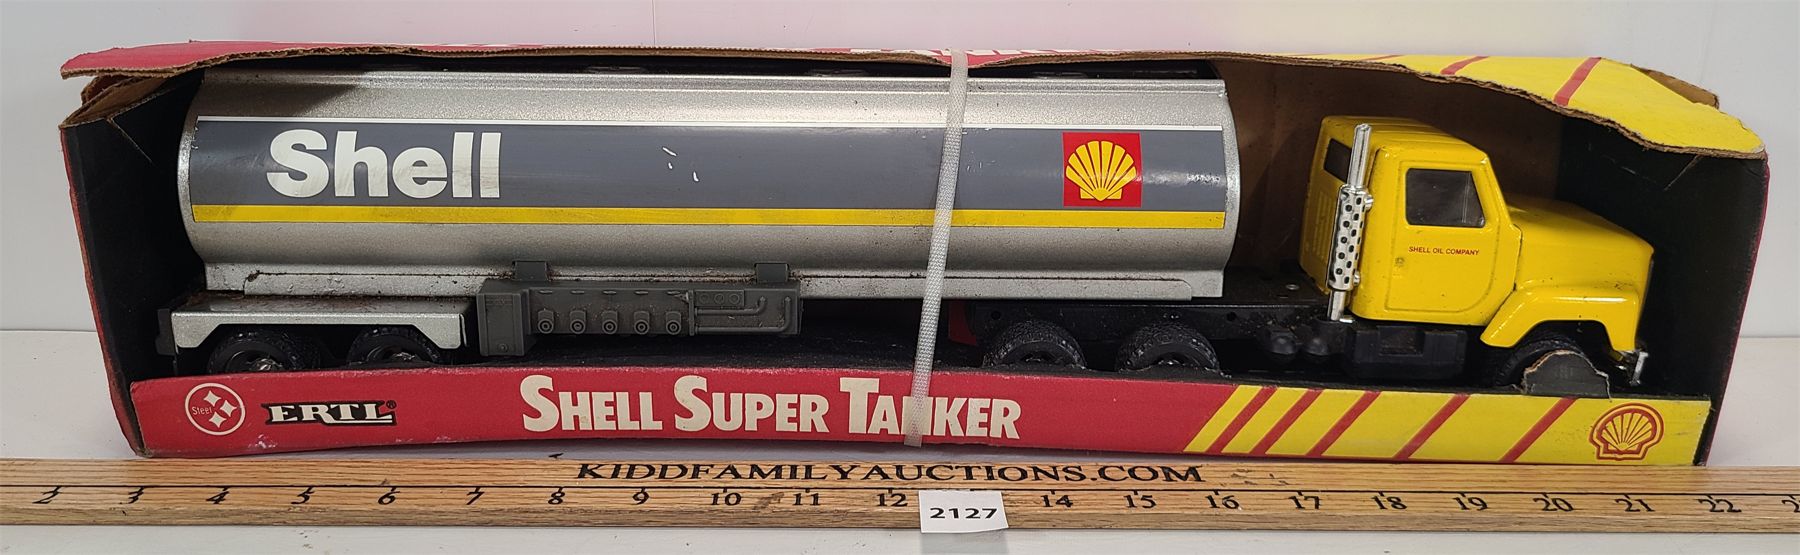 Shell
SHELL OIL COMPANY
Steel ERTL® SHELL SUPER TANKER
KIDDFAMILYAUCTIONS.COM
2 3 4 5 6 7 8 9 10 11 12 14 15 16 17 18 19 20 21 22
2127